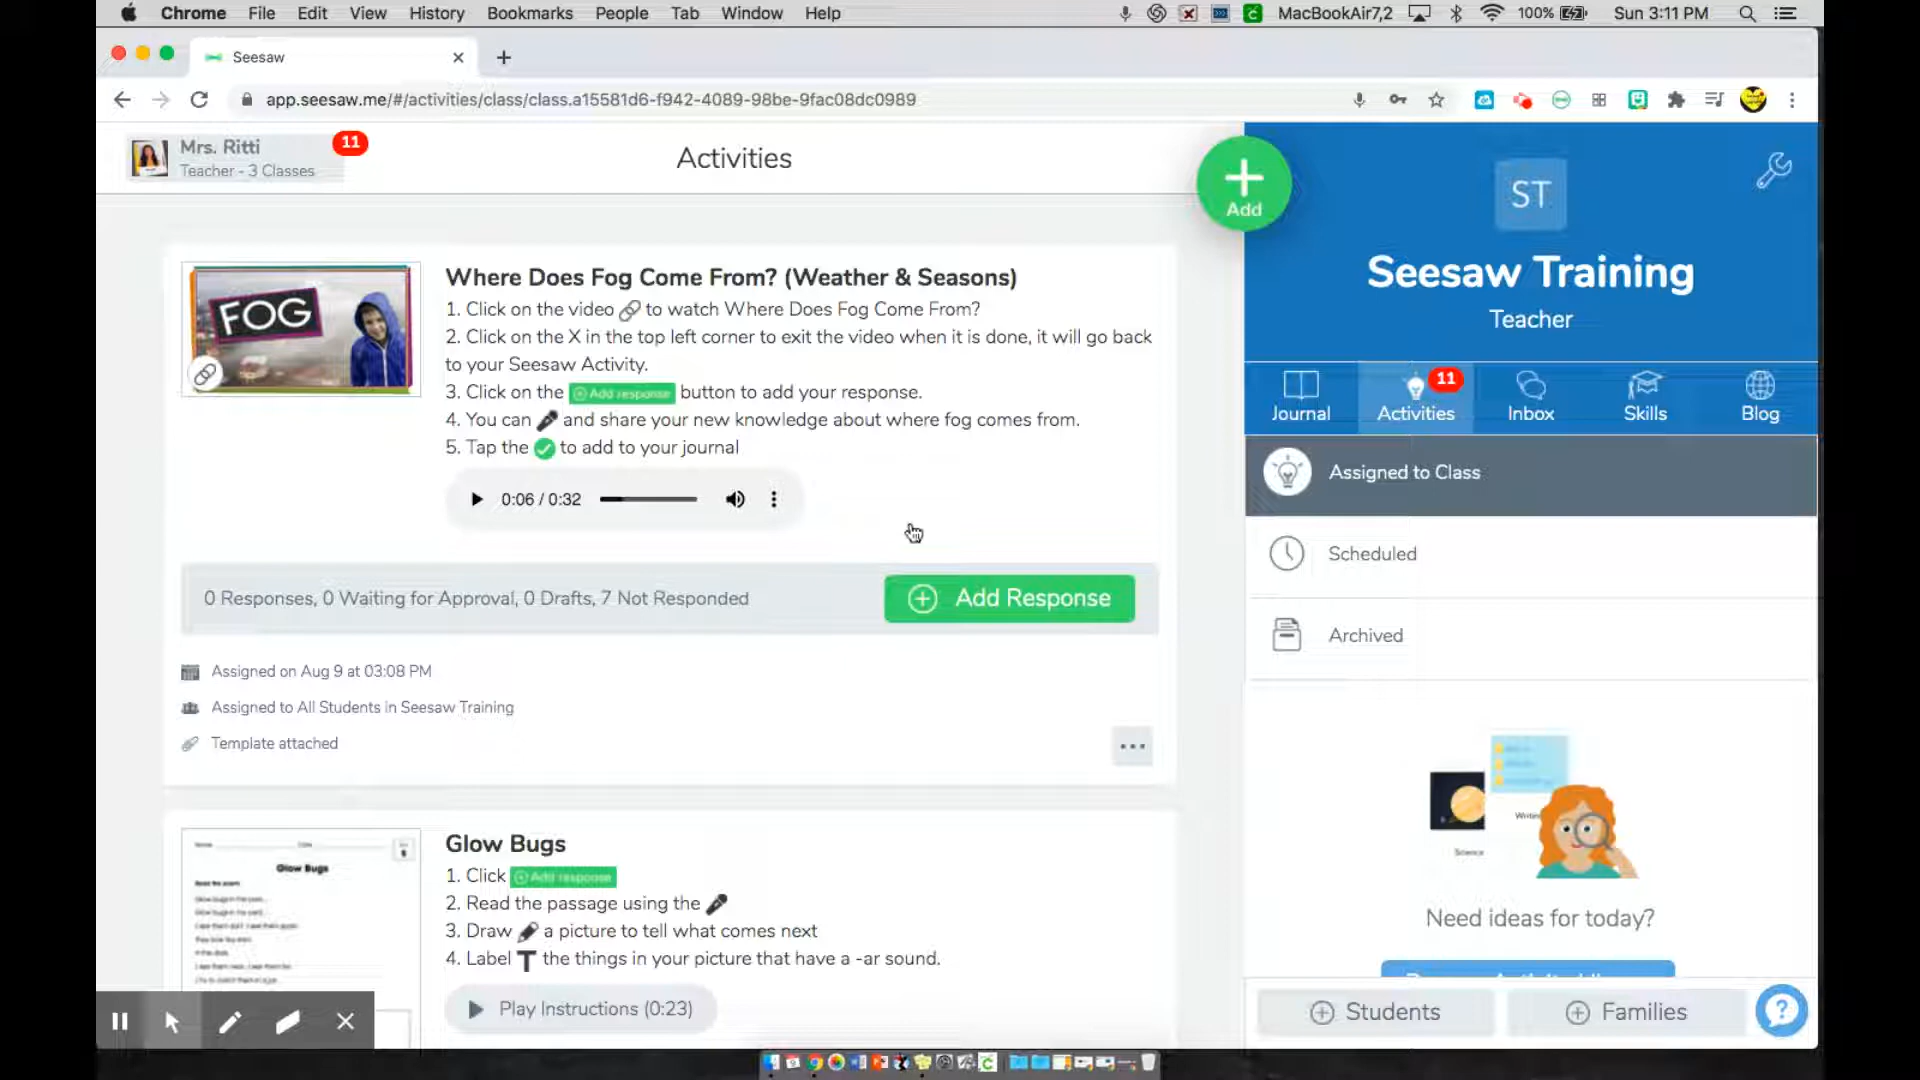 Chrome File Edit View History Bookmarks People Tab Window Help MacBookAir7,2 100% Sun 3:11 PM
Seesaw
app.seesaw.me/#/activities/class/class.a15581d6-f942-4089-98be-9fac08dc0989
Mrs. Ritti 11
Teacher - 3 Classes
Activities
Add
ST
Seesaw Training
Teacher
Journal Activities 11 Inbox Skills Blog
Assigned to Class
Scheduled
Archived
Need ideas for today?
Students Families
FOG
Where Does Fog Come From? (Weather & Seasons)
1. Click on the video to watch Where Does Fog Come From?
2. Click on the X in the top left corner to exit the video when it is done, it will go back
to your Seesaw Activity.
3. Click on the Add response button to add your response.
4. You can and share your new knowledge about where fog comes from.
5. Tap the to add to your journal
0:06 / 0:32
0 Responses, 0 Waiting for Approval, 0 Drafts, 7 Not Responded Add Response
Assigned on Aug 9 at 03:08 PM
Assigned to All Students in Seesaw Training
Template attached
Glow Bugs
Glow Bugs
1. Click Add response
2. Read the passage using the
3. Draw a picture to tell what comes next
4. Label T the things in your picture that have a -ar sound.
Play Instructions (0:23)